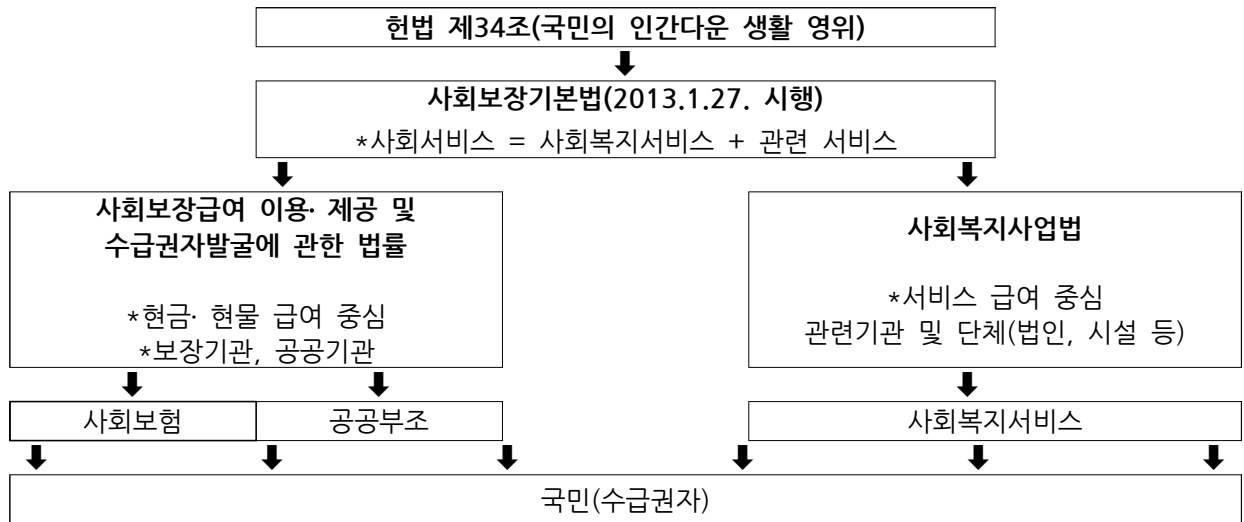 헌법 제34조(국민의 인간다운 생활 영위)
사회보장기본법(2013.1.27. 시행)
*사회서비스 = 사회복지서비스 + 관련 서비스
사회보장급여 이용· 제공 및
수급권자발굴에 관한 법률
*현금· 현물 급여 중심
*보장기관, 공공기관
사회복지사업법
*서비스 급여 중심
관련기관 및 단체(법인, 시설 등)
사회보험
공공부조
사회복지서비스
국민(수급권자)